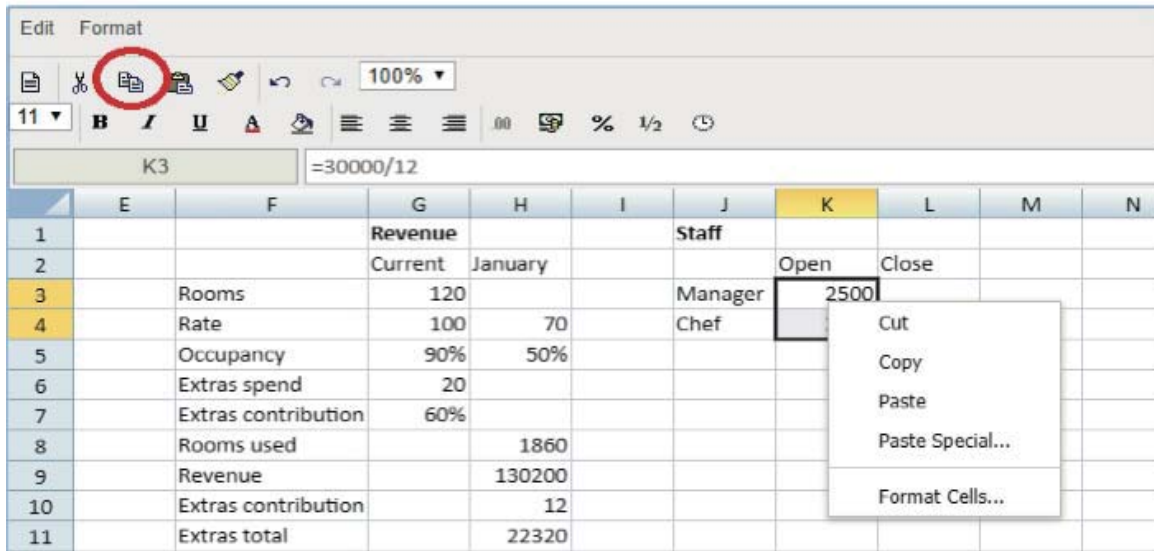 Edit Format
100% ▼
11 ▼ B I U A .00 % 1/2
K3 =30000/12
E F G H I J K L M N
1 Revenue Staff
2 Current January Open Close
3 Rooms 120 Manager 2500
4 Rate 100 70 Chef
5 Occupancy 90% 50%
6 Extras spend 20
7 Extras contribution 60%
8 Rooms used 1860
9 Revenue 130200
10 Extras contribution 12
11 Extras total 22320
Cut
Copy
Paste
Paste Special...
Format Cells...